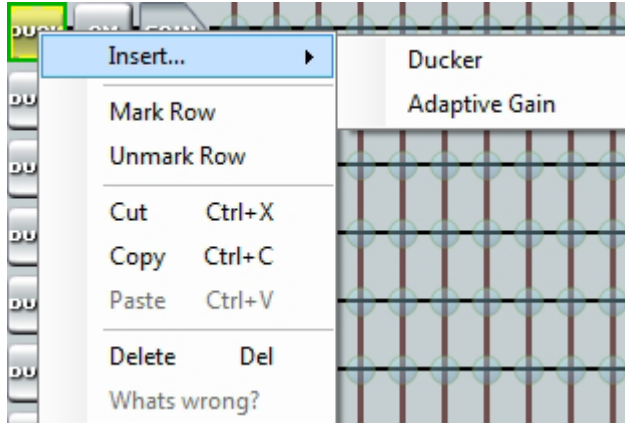 Insert...
Ducker
Adaptive Gain
Mark Row
Unmark Row
Cut Ctrl+X
Copy Ctrl+C
Paste Ctrl+V
Delete Del
Whats wrong?